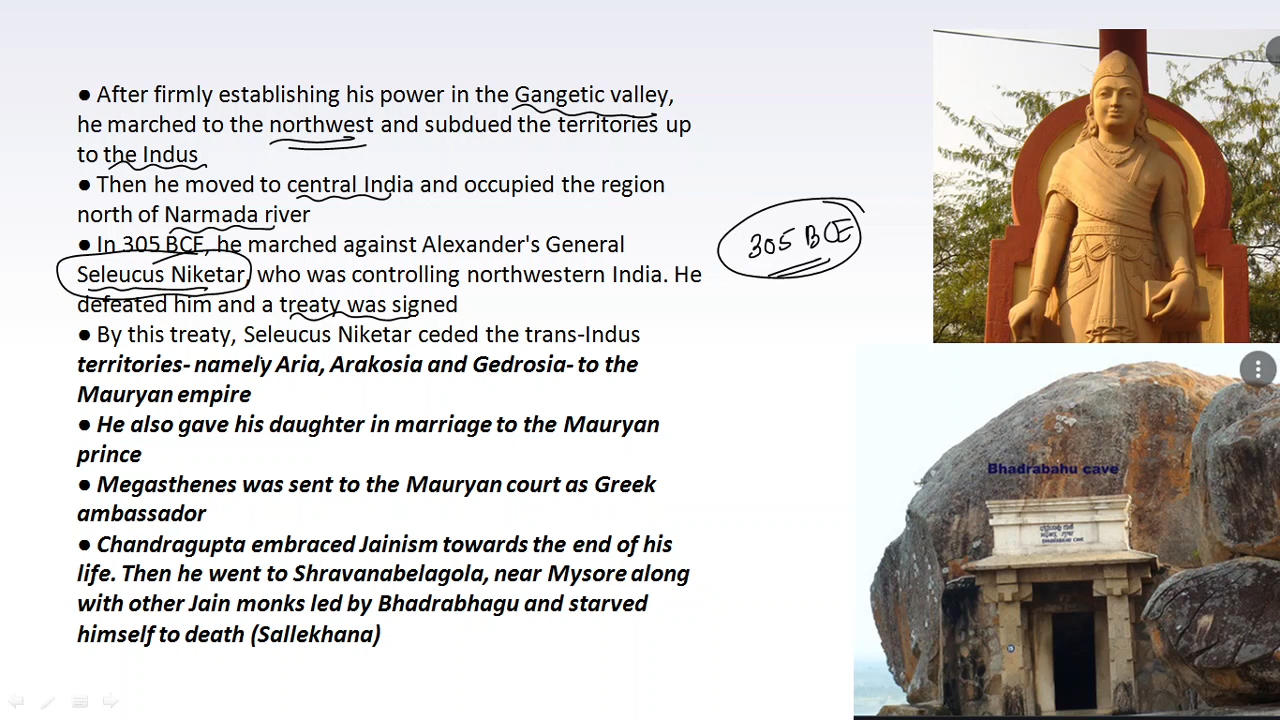 ● After firmly establishing his power in the Gangetic valley,
he marched to the northwest and subdued the territories up
to the Indus
● Then he moved to central India and occupied the region
north of Narmada river
● In 305 BCE, he marched against Alexander's General
Seleucus Niketar, who was controlling northwestern India. He
defeated him and a treaty was signed
● By this treaty, Seleucus Niketar ceded the trans-Indus
territories- namely Aria, Arakosia and Gedrosia- to the
Mauryan empire
● He also gave his daughter in marriage to the Mauryan
prince
● Megasthenes was sent to the Mauryan court as Greek
ambassador
● Chandragupta embraced Jainism towards the end of his
life. Then he went to Shravanabelagola, near Mysore along
with other Jain monks led by Bhadrabhagu and starved
himself to death (Sallekhana)
305 BCE
Bhadrabahu cave